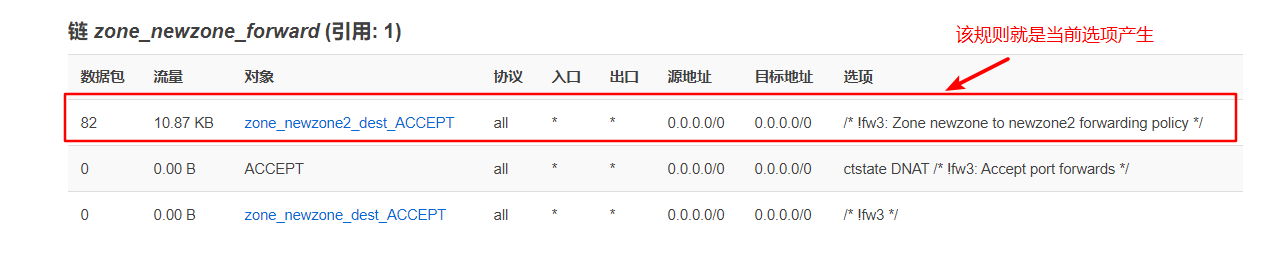 链 zone_newzone_forward (引用: 1)
该规则就是当前选项产生
数据包 流量 对象 协议 入口 出口 源地址 目标地址 选项
82 10.87 KB zone_newzone2_dest_ACCEPT all * * 0.0.0.0/0 0.0.0.0/0 /* !fw3: Zone newzone to newzone2 forwarding policy */
0 0.00 B ACCEPT all * * 0.0.0.0/0 0.0.0.0/0 ctstate DNAT /* !fw3: Accept port forwards */
0 0.00 B zone_newzone_dest_ACCEPT all * * 0.0.0.0/0 0.0.0.0/0 /* !fw3 */